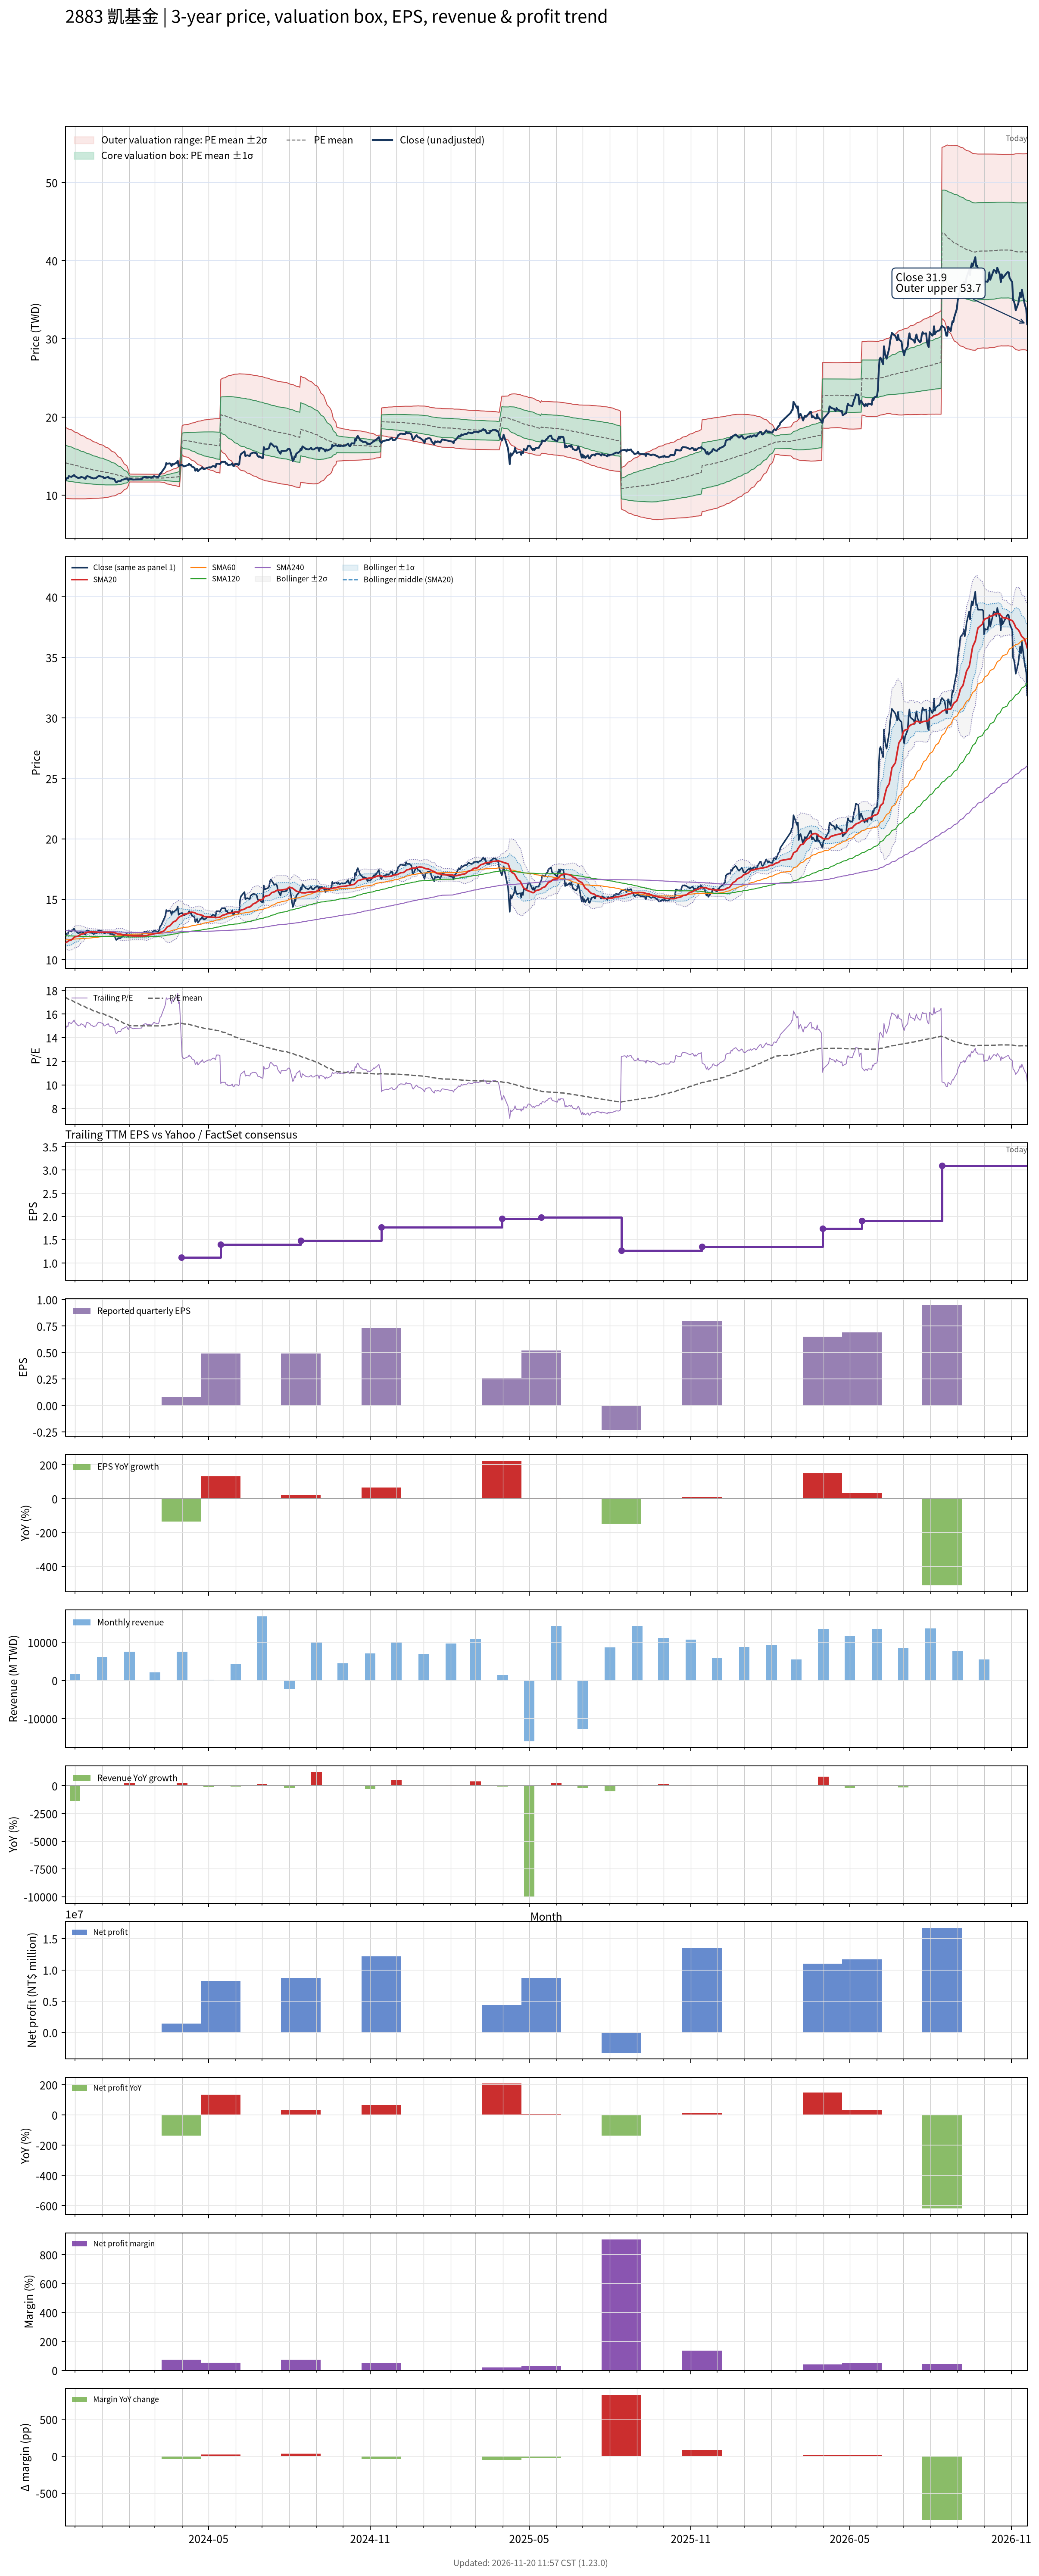 2883 凱基金 | 3-year price, valuation box, EPS, revenue & profit trend
Outer valuation range: PE mean ±2σ
PE mean
Close (unadjusted)
Core valuation box: PE mean ±1σ
Today
Close 31.9
Outer upper 53.7
Price (TWD)
50
40
30
20
10
Close (same as panel 1)
SMA60
SMA240
Bollinger ±1σ
SMA20
SMA120
Bollinger ±2σ
Bollinger middle (SMA20)
Price
40
35
30
25
20
15
10
Trailing P/E
P/E mean
P/E
18
16
14
12
10
8
Trailing TTM EPS vs Yahoo / FactSet consensus
Today
EPS
3.5
3.0
2.5
2.0
1.5
1.0
Reported quarterly EPS
EPS
1.00
0.75
0.50
0.25
0.00
-0.25
EPS YoY growth
YoY (%)
200
0
-200
-400
Monthly revenue
Revenue (M TWD)
10000
0
-10000
Revenue YoY growth
YoY (%)
0
-2500
-5000
-7500
-10000
Month
1e7
Net profit
Net profit (NT$ million)
1.5
1.0
0.5
0.0
Net profit YoY
YoY (%)
200
0
-200
-400
-600
Net profit margin
Margin (%)
800
600
400
200
0
Margin YoY change
Δ margin (pp)
500
0
-500
2024-05
2024-11
2025-05
2025-11
2026-05
2026-11
Updated: 2026-11-20 11:57 CST (1.23.0)